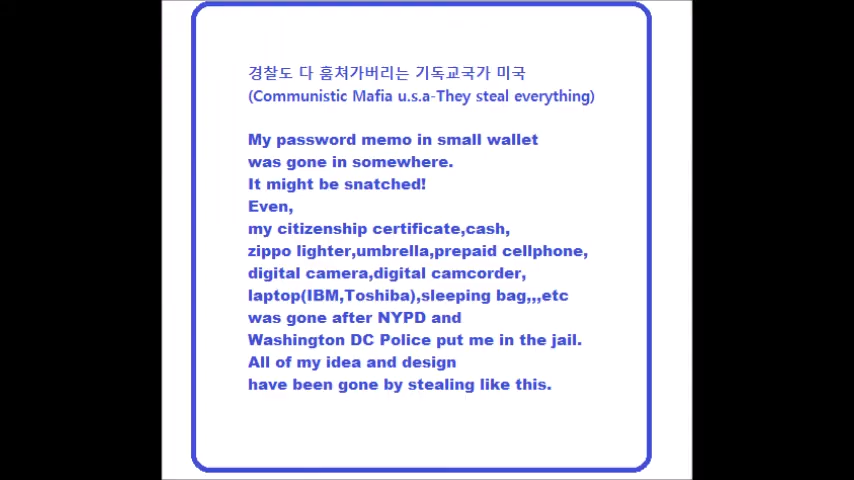 경찰도 다 훔쳐가버리는 기독교국가 미국
(Communistic Mafia u.s.a-They steal everything)
My password memo in small wallet
was gone in somewhere.
It might be snatched!
Even,
my citizenship certificate,cash,
zippo lighter,umbrella,prepaid cellphone,
digital camera,digital camcorder,
laptop(IBM,Toshiba),sleeping bag,,,etc
was gone after NYPD and
Washington DC Police put me in the jail.
All of my idea and design
have been gone by stealing like this.